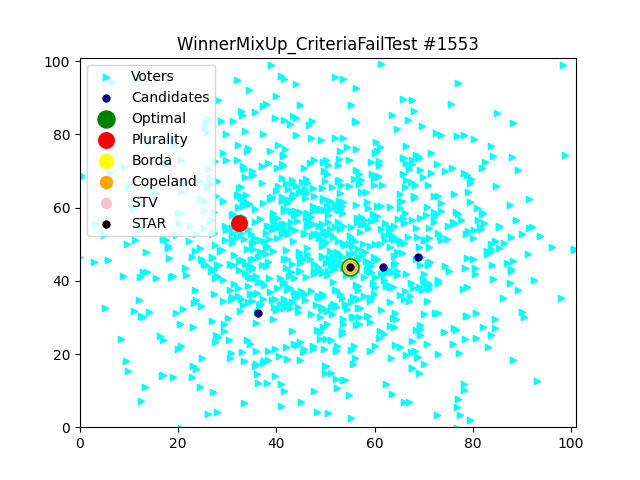 WinnerMixUp_CriteriaFailTest #1553
100
80
60
40
20
0
Voters
Candidates
Optimal
Plurality
Borda
Copeland
STV
STAR
0 20 40 60 80 100